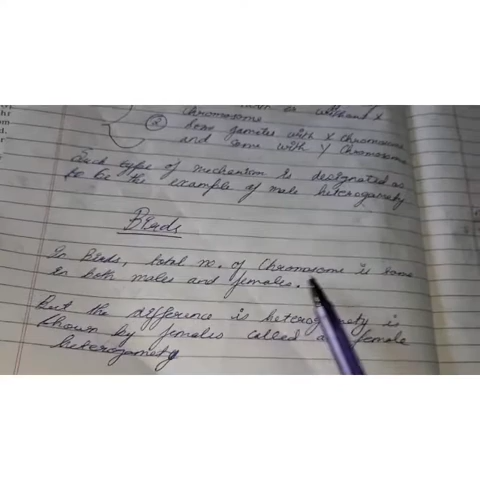 or without X
chromosome
② Some gametes with X chromosome
and some with Y Chromosome
Such type of mechanism is designated as
to be the example of male heterogamety
Birds
In Birds, total no. of Chromosome is same
in both males and females.
but the difference is heterogamety is
shown by females called as female
heterogamety